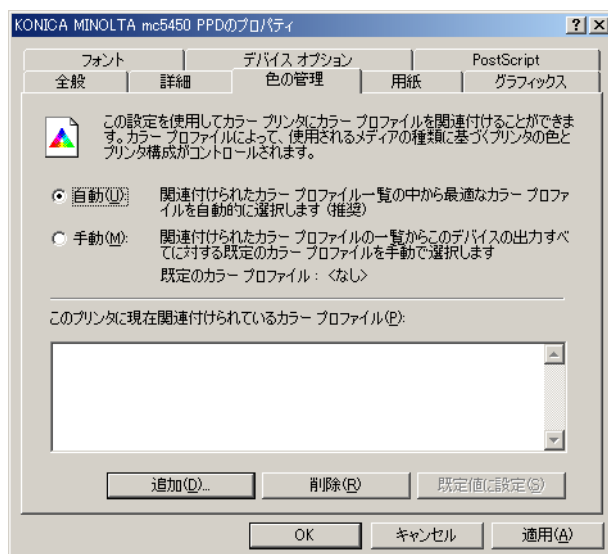 KONICA MINOLTA mc5450 PPDのプロパティ
フォント デバイス オプション PostScript
全般 詳細 色の管理 用紙 グラフィックス
この設定を使用してカラー プリンタにカラー プロファイルを関連付けることができま
す。カラー プロファイルによって、使用されるメディアの種類に基づくプリンタの色と
プリンタ構成がコントロールされます。
自動(U): 関連付けられたカラー プロファイル一覧の中から最適なカラー プロファ
イルを自動的に選択します (推奨)
手動(M): 関連付けられたカラー プロファイルの一覧からこのデバイスの出力すべ
てに対する既定のカラー プロファイルを手動で選択します
既定のカラー プロファイル : <なし>
このプリンタに現在関連付けられているカラー プロファイル(P):
追加(D)... 削除(R) 既定値に設定(S)
OK キャンセル 適用(A)